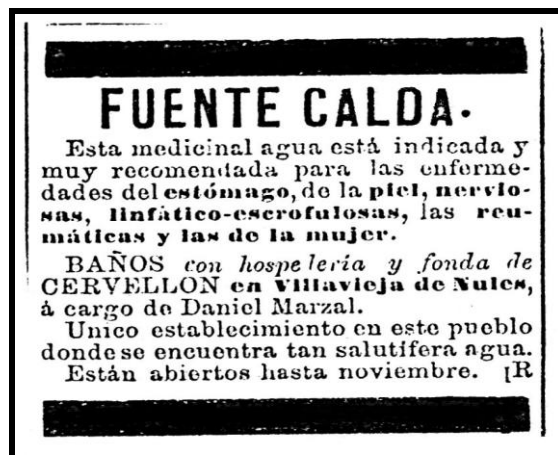 FUENTE CALDA.
Esta medicinal agua está indicada y
muy recomendada para las enferme-
dades del estómago, de la piel, nervio-
sas, linfático-escrofulosas, las reu-
máticas y las de la mujer.
BAÑOS con hospelería y fonda de
CERVELLON en Villavieja de Nules,
á cargo de Daniel Marzal.
Unico establecimiento en este pueblo
donde se encuentra tan salutífera agua.
Están abiertos hasta noviembre. [R